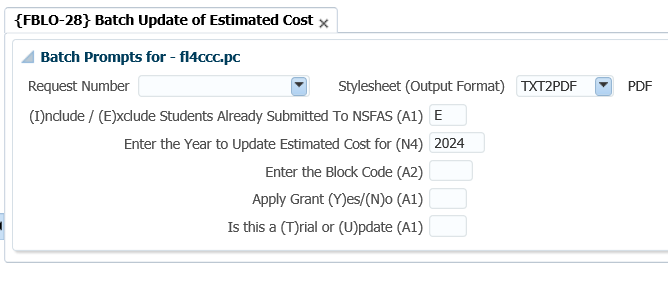 {FBLO-28} Batch Update of Estimated Cost x
Batch Prompts for - fl4ccc.pc
Request Number Stylesheet (Output Format) TXT2PDF PDF
(I)nclude / (E)xclude Students Already Submitted To NSFAS (A1) E
Enter the Year to Update Estimated Cost for (N4) 2024
Enter the Block Code (A2)
Apply Grant (Y)es/(N)o (A1)
Is this a (T)rial or (U)pdate (A1)